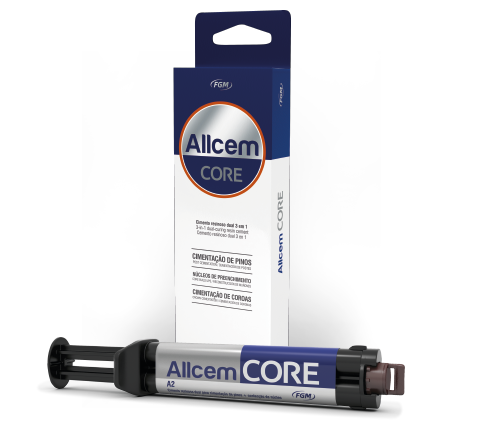 FGM
Allcem
CORE
Cimento resinoso dual 3 em 1
3-in-1 dual-curing resin cement
Cemento resinoso dual 3 en 1
CIMENTAÇÃO DE PINOS
NÚCLEOS DE PREENCHIMENTO
CIMENTAÇÃO DE COROAS
FGM
Allcem CORE
Allcem CORE
A2
FGM